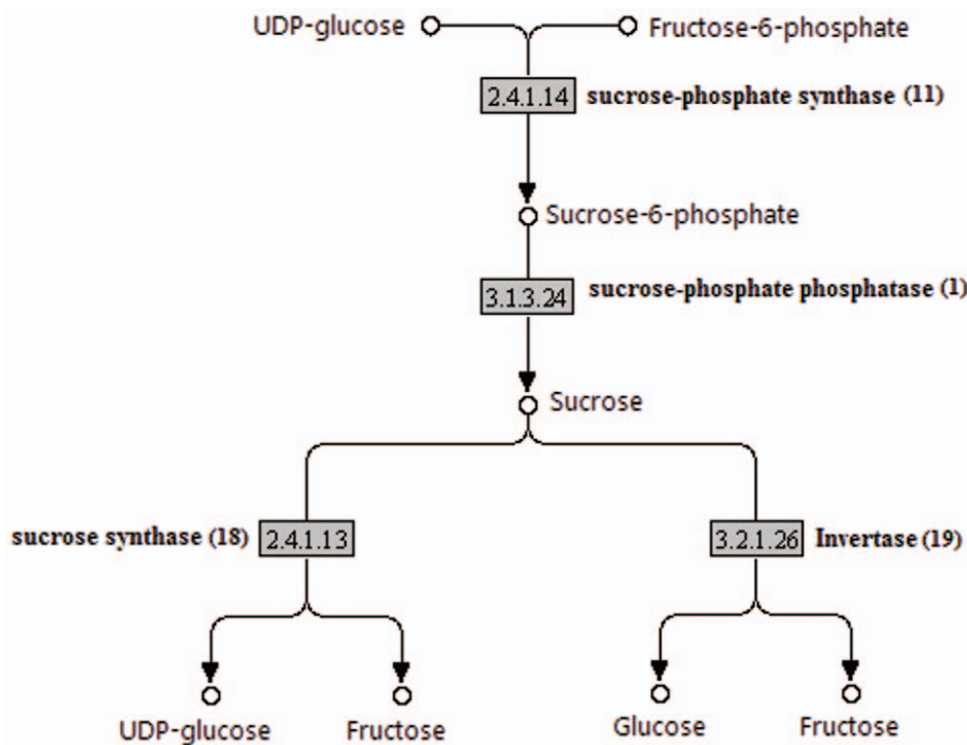 UDP-glucose
Fructose-6-phosphate
2.4.1.14
sucrose-phosphate synthase (11)
Sucrose-6-phosphate
3.1.3.24
sucrose-phosphate phosphatase (1)
Sucrose
sucrose synthase (18)
2.4.1.13
3.2.1.26
Invertase (19)
UDP-glucose
Fructose
Glucose
Fructose